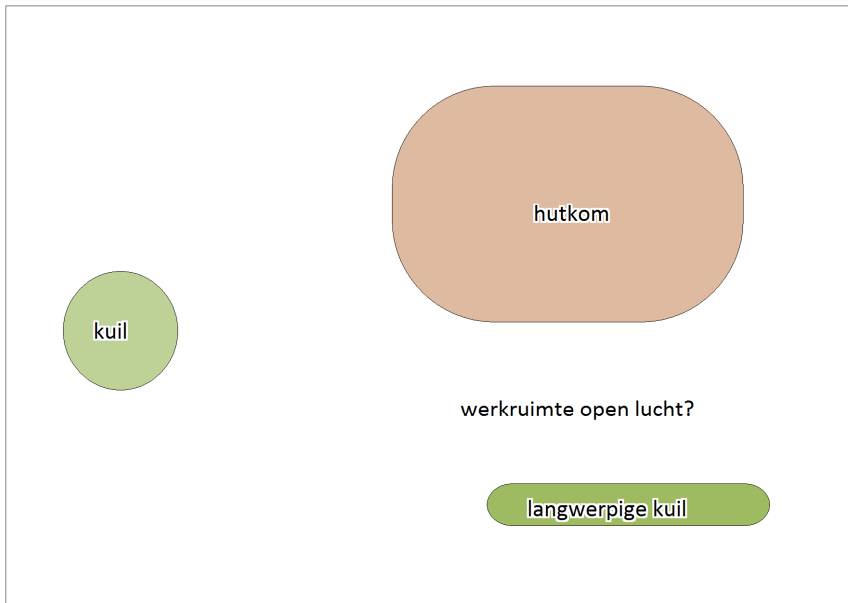 hutkom
kuil
werkruimte open lucht?
langwerpige kuil